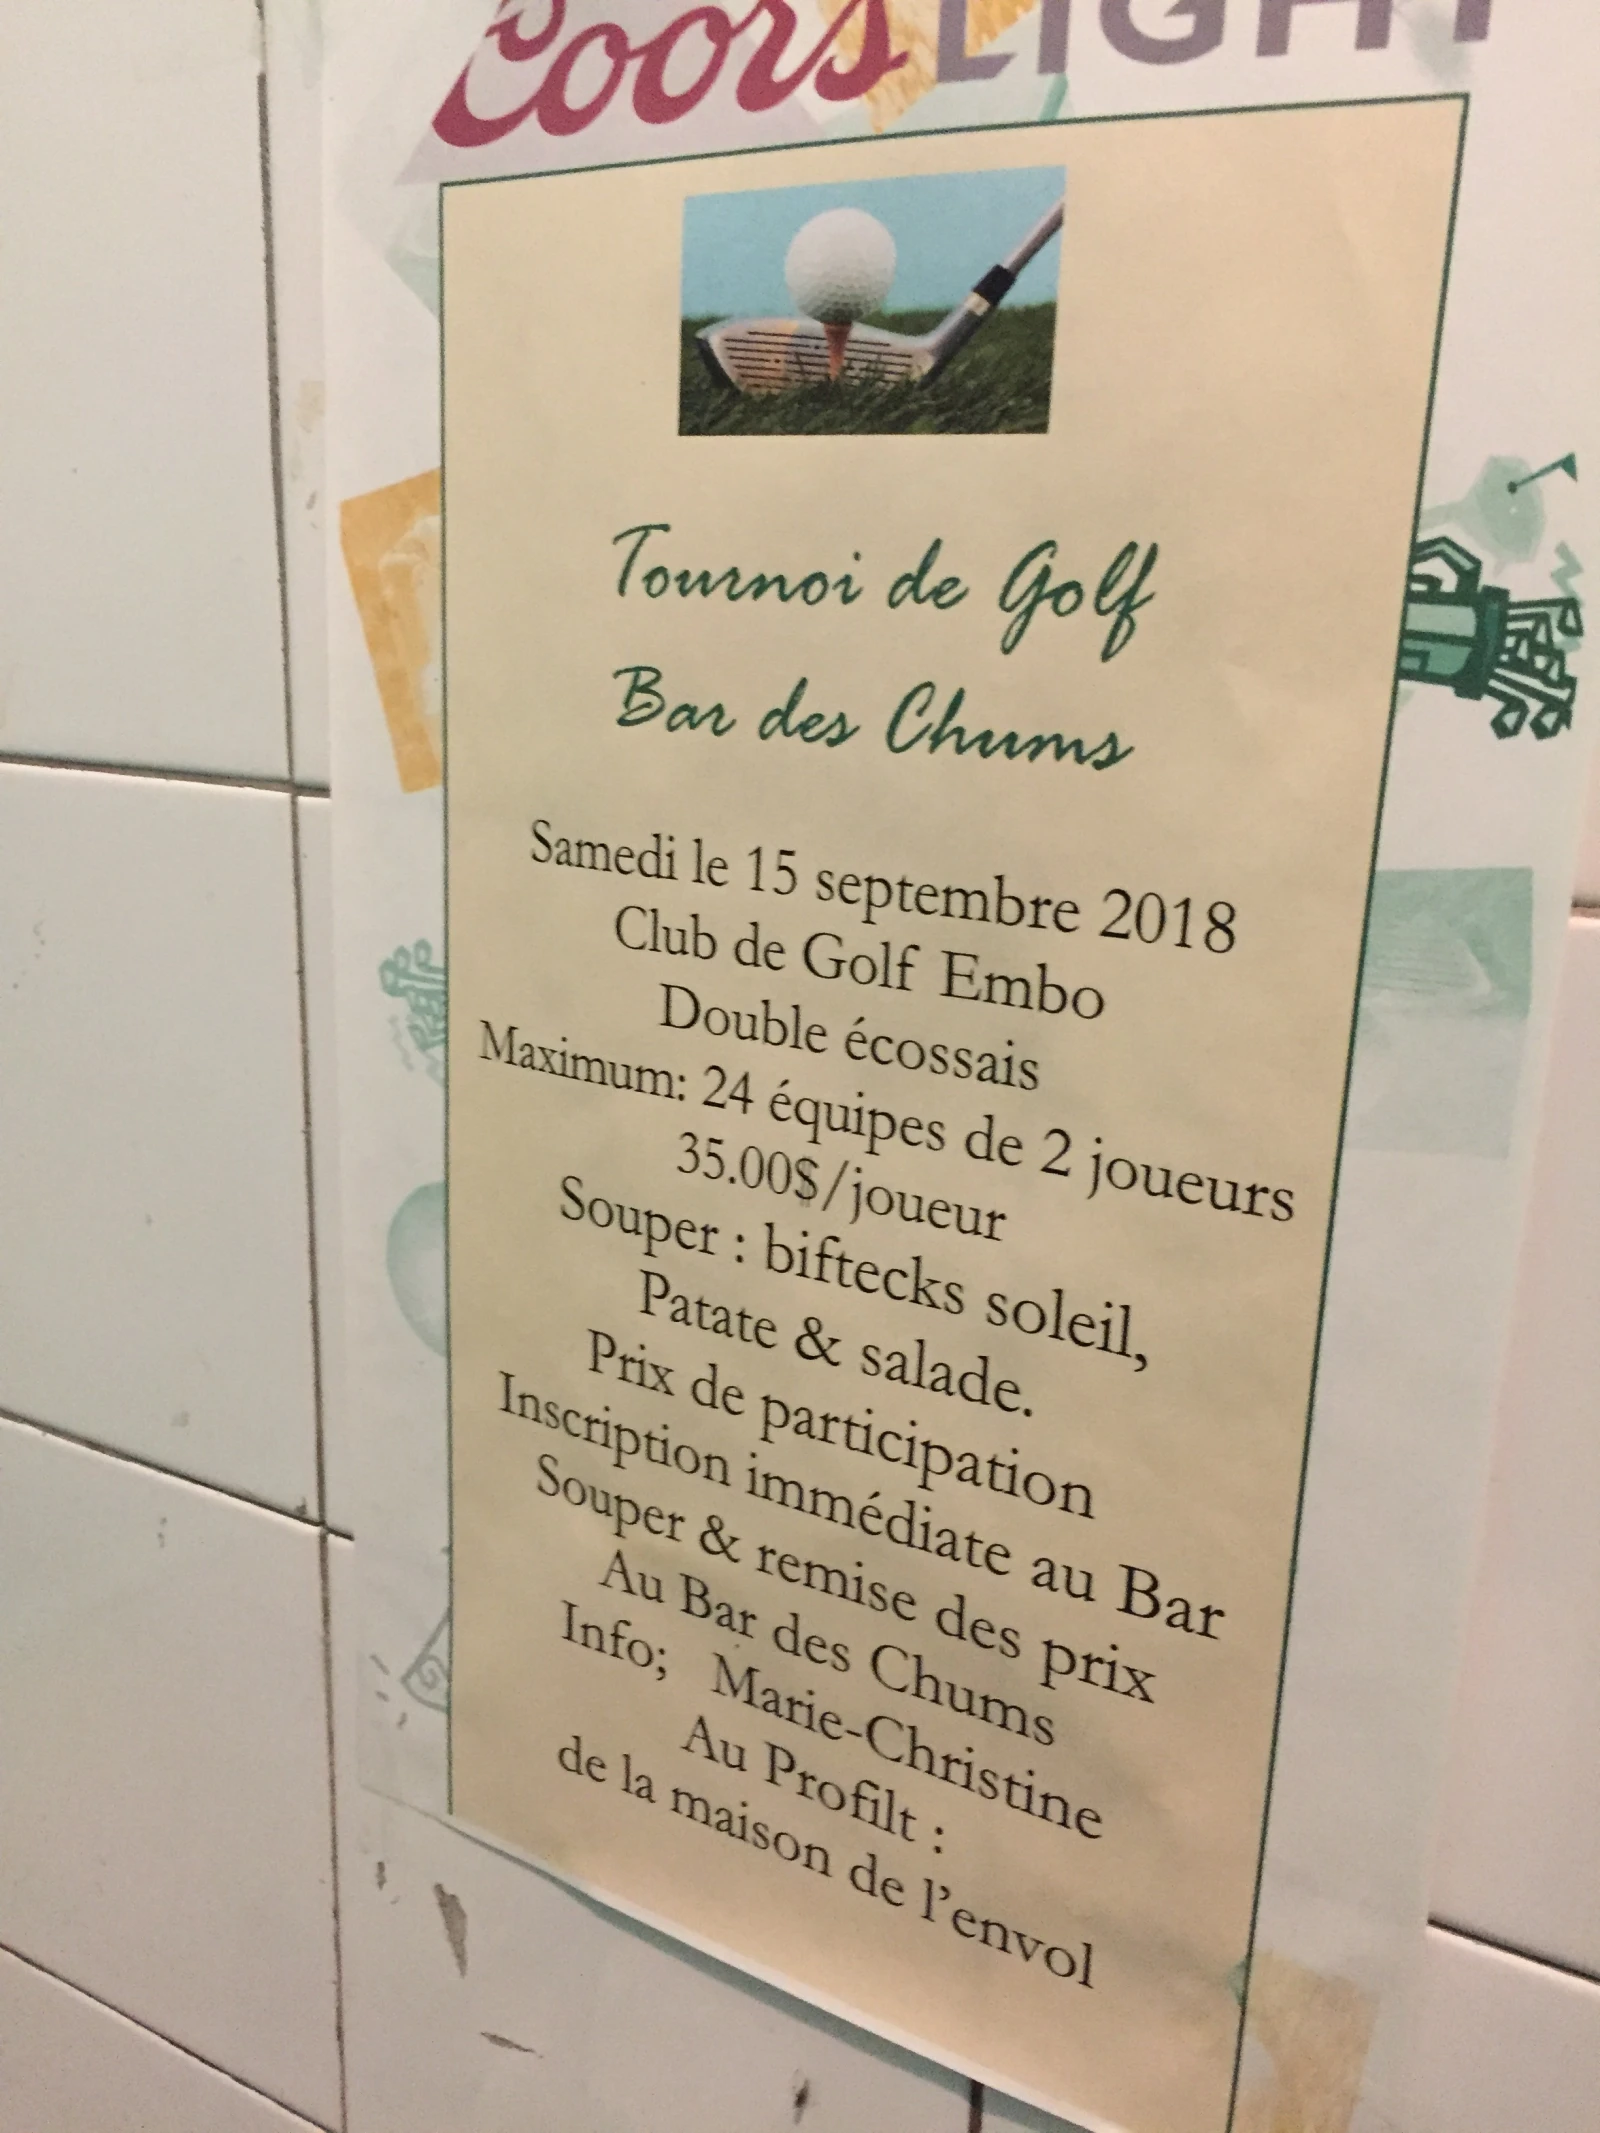 Coors LIGHT
Tournoi de Golf
Bar des Chums
Samedi le 15 septembre 2018
Club de Golf Embo
Double écossais
Maximum: 24 équipes de 2 joueurs
35.00$/joueur
Souper : biftecks soleil,
Patate & salade.
Prix de participation
Inscription immédiate au Bar
Souper & remise des prix
Au Bar des Chums
Info; Marie-Christine
Au Profilt :
de la maison de l'envol